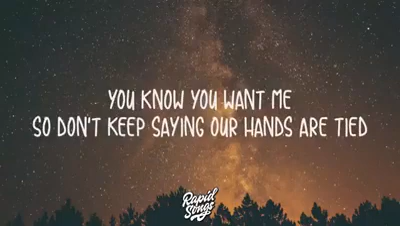 YOU KNOW YOU WANT ME
SO DON'T KEEP SAYING OUR HANDS ARE TIED
Rapid
Songs